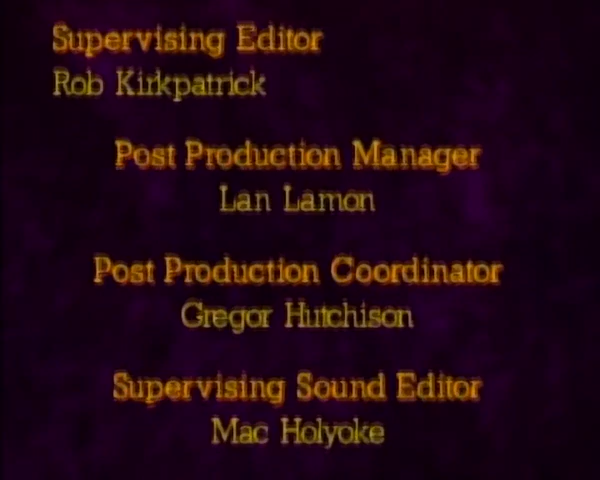 Supervising Editor
Rob Kirkpatrick
Post Production Manager
Lan Lamon
Post Production Coordinator
Gregor Hutchison
Supervising Sound Editor
Mac Holyoke